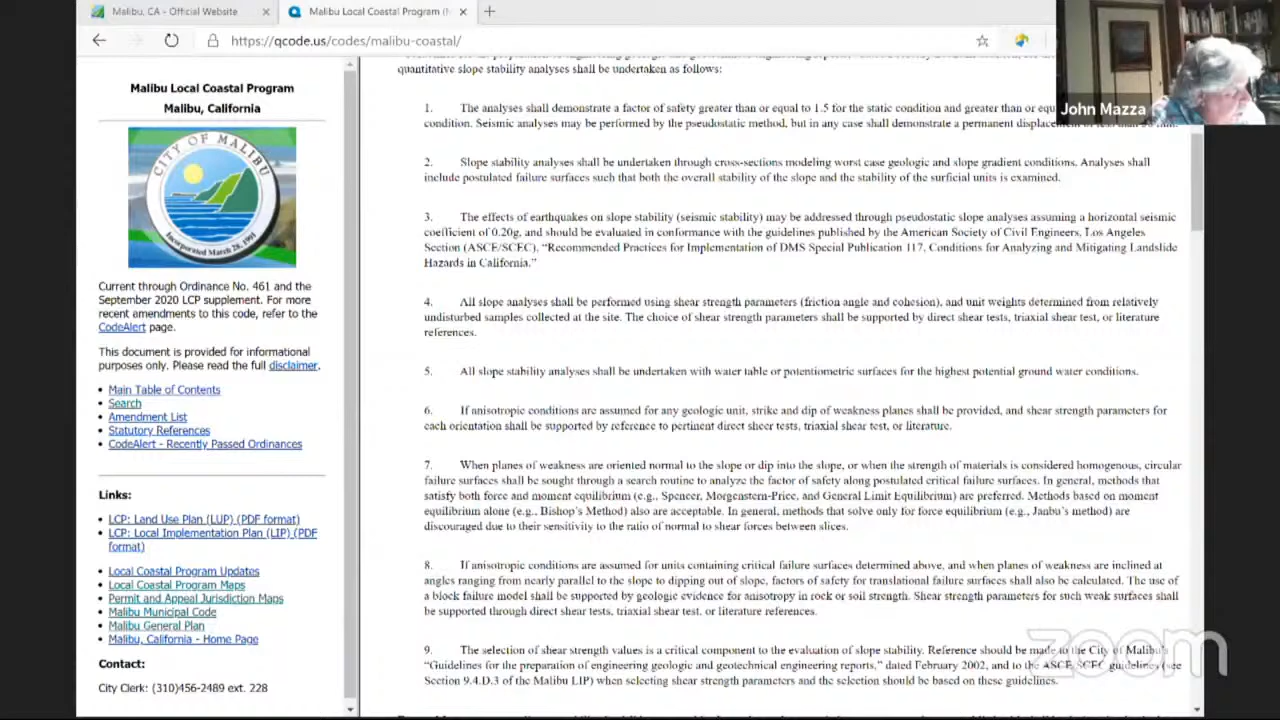 Malibu, CA - Official Website
Malibu Local Coastal Program (
https://qcode.us/codes/malibu-coastal/
John Mazza
Malibu Local Coastal Program
Malibu, California
CITY OF MALIBU
Incorporated March 28, 1991
Current through Ordinance No. 461 and the
September 2020 LCP supplement. For more
recent amendments to this code, refer to the
CodeAlert page.
This document is provided for informational
purposes only. Please read the full disclaimer.
• Main Table of Contents
• Search
• Amendment List
• Statutory References
• CodeAlert - Recently Passed Ordinances
Links:
• LCP: Land Use Plan (LUP) (PDF format)
• LCP: Local Implementation Plan (LIP) (PDF
format)
• Local Coastal Program Updates
• Local Coastal Program Maps
• Permit and Appeal Jurisdiction Maps
• Malibu Municipal Code
• Malibu General Plan
• Malibu, California - Home Page
Contact:
City Clerk: (310)456-2489 ext. 228
quantitative slope stability analyses shall be undertaken as follows:
1. The analyses shall demonstrate a factor of safety greater than or equal to 1.5 for the static condition and greater than or equ
condition. Seismic analyses may be performed by the pseudostatic method, but in any case shall demonstrate a permanent
2. Slope stability analyses shall be undertaken through cross-sections modeling worst case geologic and slope gradient conditions. Analyses shall
include postulated failure surfaces such that both the overall stability of the slope and the stability of the surficial units is examined.
3. The effects of earthquakes on slope stability (seismic stability) may be addressed through pseudostatic slope analyses assuming a horizontal seismic
coefficient of 0.20g, and should be evaluated in conformance with the guidelines published by the American Society of Civil Engineers, Los Angeles
Section (ASCE/SCEC), “Recommended Practices for Implementation of DMS Special Publication 117, Conditions for Analyzing and Mitigating Landslide
Hazards in California.”
4. All slope analyses shall be performed using shear strength parameters (friction angle and cohesion), and unit weights determined from relatively
undisturbed samples collected at the site. The choice of shear strength parameters shall be supported by direct shear tests, triaxial shear test, or literature
references.
5. All slope stability analyses shall be undertaken with water table or potentiometric surfaces for the highest potential ground water conditions.
6. If anisotropic conditions are assumed for any geologic unit, strike and dip of weakness planes shall be provided, and shear strength parameters for
each orientation shall be supported by reference to pertinent direct sheer tests, triaxial shear test, or literature.
7. When planes of weakness are oriented normal to the slope or dip into the slope, or when the strength of materials is considered homogenous, circular
failure surfaces shall be sought through a search routine to analyze the factor of safety along postulated critical failure surfaces. In general, methods that
satisfy both force and moment equilibrium (e.g., Spencer, Morgenstern-Price, and General Limit Equilibrium) are preferred. Methods based on moment
equilibrium alone (e.g., Bishop’s Method) also are acceptable. In general, methods that solve only for force equilibrium (e.g., Janbu’s method) are
discouraged due to their sensitivity to the ratio of normal to shear forces between slices.
8. If anisotropic conditions are assumed for units containing critical failure surfaces determined above, and when planes of weakness are inclined at
angles ranging from nearly parallel to the slope to dipping out of slope, factors of safety for translational failure surfaces shall also be calculated. The use of
a block failure model shall be supported by geologic evidence for anisotropy in rock or soil strength. Shear strength parameters for such weak surfaces shall
be supported through direct shear tests, triaxial shear test, or literature references.
9. The selection of shear strength values is a critical component to the evaluation of slope stability. Reference should be made to the City of Malibu’s
“Guidelines for the preparation of engineering geologic and geotechnical engineering reports,” dated February 2002, and to the ASCE/SCEC guidelines (see
Section 9.4.D.3 of the Malibu LIP) when selecting shear strength parameters and the selection should be based on these guidelines.
zoom